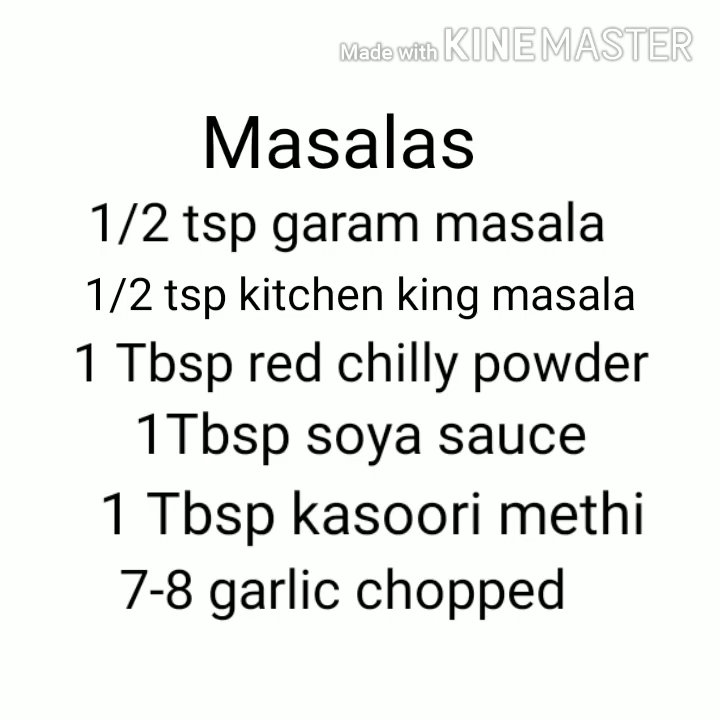 Made with KINEMASTER
Masalas
1/2 tsp garam masala
1/2 tsp kitchen king masala
1 Tbsp red chilly powder
1Tbsp soya sauce
1 Tbsp kasoori methi
7-8 garlic chopped